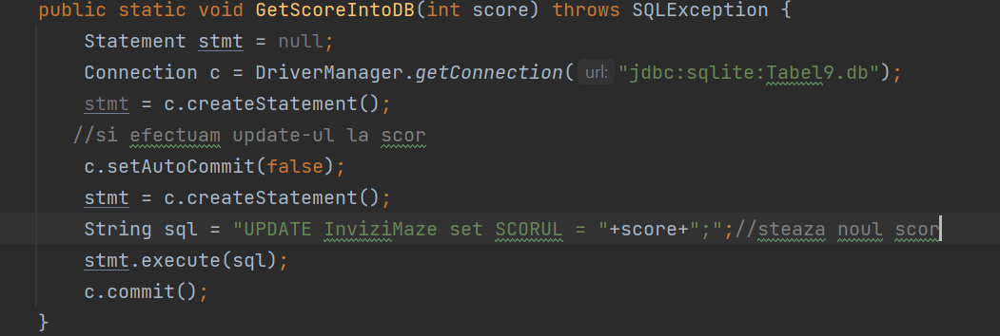 public static void GetScoreIntoDB(int score) throws SQLException {
Statement stmt = null;
Connection c = DriverManager.getConnection( url: "jdbc:sqlite:Tabel9.db");
stmt = c.createStatement();
//si efectuam update-ul la scor
c.setAutoCommit(false);
stmt = c.createStatement();
String sql = "UPDATE InviziMaze set SCORUL = "+score+";";//steaza noul scor
stmt.execute(sql);
c.commit();
}